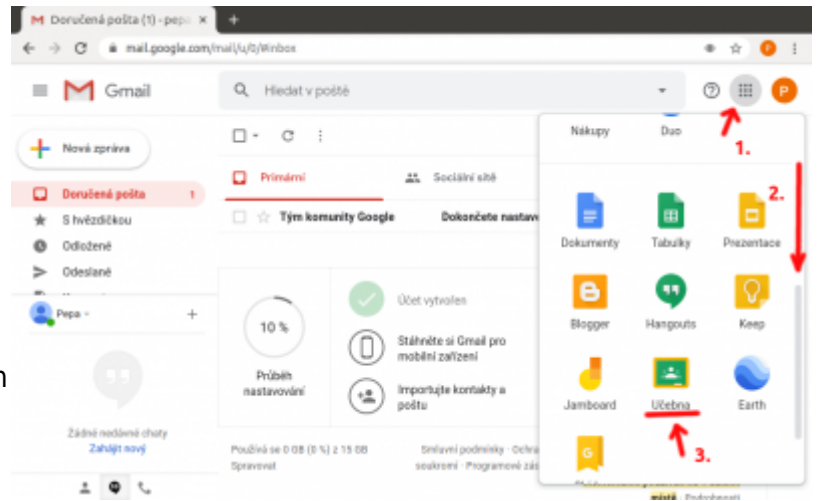 Doručená pošta (1) - pepa
mail.google.com/mail/u/0/#inbox
P
Gmail
Hledat v poště
P
Nová zpráva
Doručená pošta 1
S hvězdičkou
Odložené
Odeslané
Pepa
Žádné nedávné chaty
Zahájit nový
Primární
Sociální sítě
Tým komunity Google Dokončete nastav
10 %
Průběh
nastavování
Účet vytvořen
Stáhněte si Gmail pro
mobilní zařízení
Importujte kontakty a
poštu
Používá se 0 GB (0 %) z 15 GB
Spravovat
Smluvní podmínky · Ochra
soukromí · Programové zás
Nákupy Duo
1.
2.
Dokumenty Tabulky Prezentace
Blogger Hangouts Keep
Jamboard Učebna Earth
3.
G
místě
n